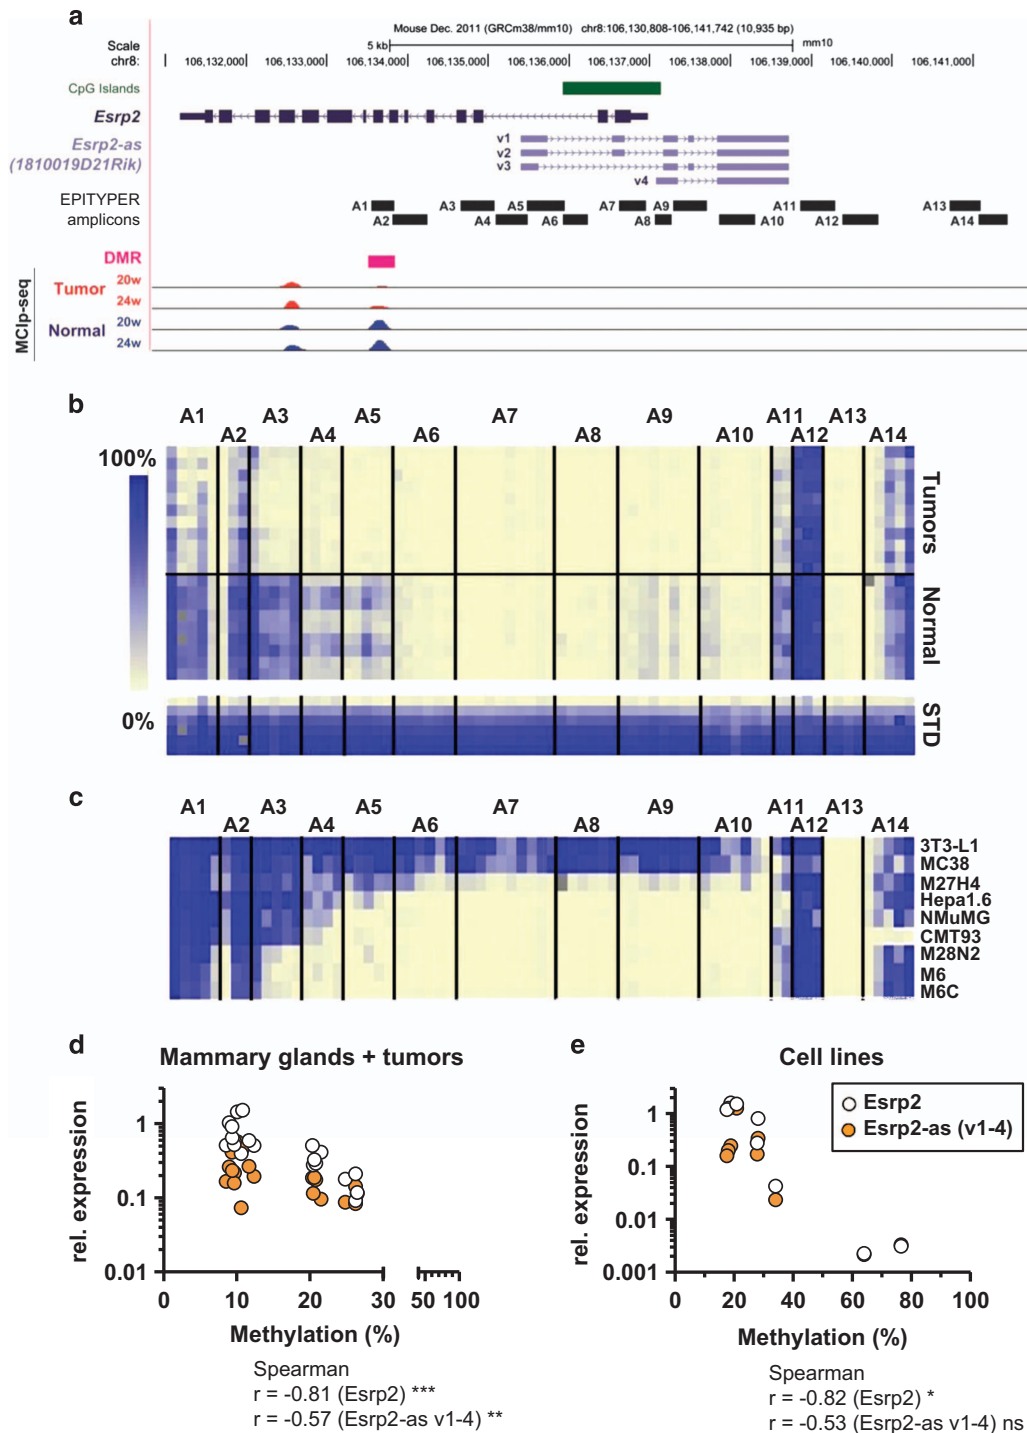 a
Mouse Dec. 2011 (GRCm38/mm10) chr8:106,130,808-106,141,742 (10,935 bp)
Scale 5 kb mm10
chr8: 106,132,000 106,133,000 106,134,000 106,135,000 106,136,000 106,137,000 106,138,000 106,139,000 106,140,000 106,141,000
CpG Islands
Esrp2
Esrp2-as
(1810019D21Rik)
v1
v2
v3
v4
EPITYPER
amplicons
A1 A3 A5 A7 A9 A11 A13
A2 A4 A6 A8 A10 A12 A14
DMR
MCIp-seq
Tumor 20w
24w
Normal 20w
24w
b
A1 A3 A5 A7 A9 A11 A13
A2 A4 A6 A8 A10 A12 A14
100%
0%
Tumors
Normal
STD
c
A1 A3 A5 A7 A9 A11 A13
A2 A4 A6 A8 A10 A12 A14
3T3-L1
MC38
M27H4
Hepa1.6
NMuMG
CMT93
M28N2
M6
M6C
d
Mammary glands + tumors
rel. expression
1
0.1
0.01
0 10 20 30 50 100
Methylation (%)
Spearman
r = -0.81 (Esrp2) ***
r = -0.57 (Esrp2-as v1-4) **
e
Cell lines
Esrp2
Esrp2-as (v1-4)
rel. expression
1
0.1
0.01
0.001
0 20 40 60 80 100
Methylation (%)
Spearman
r = -0.82 (Esrp2) *
r = -0.53 (Esrp2-as v1-4) ns